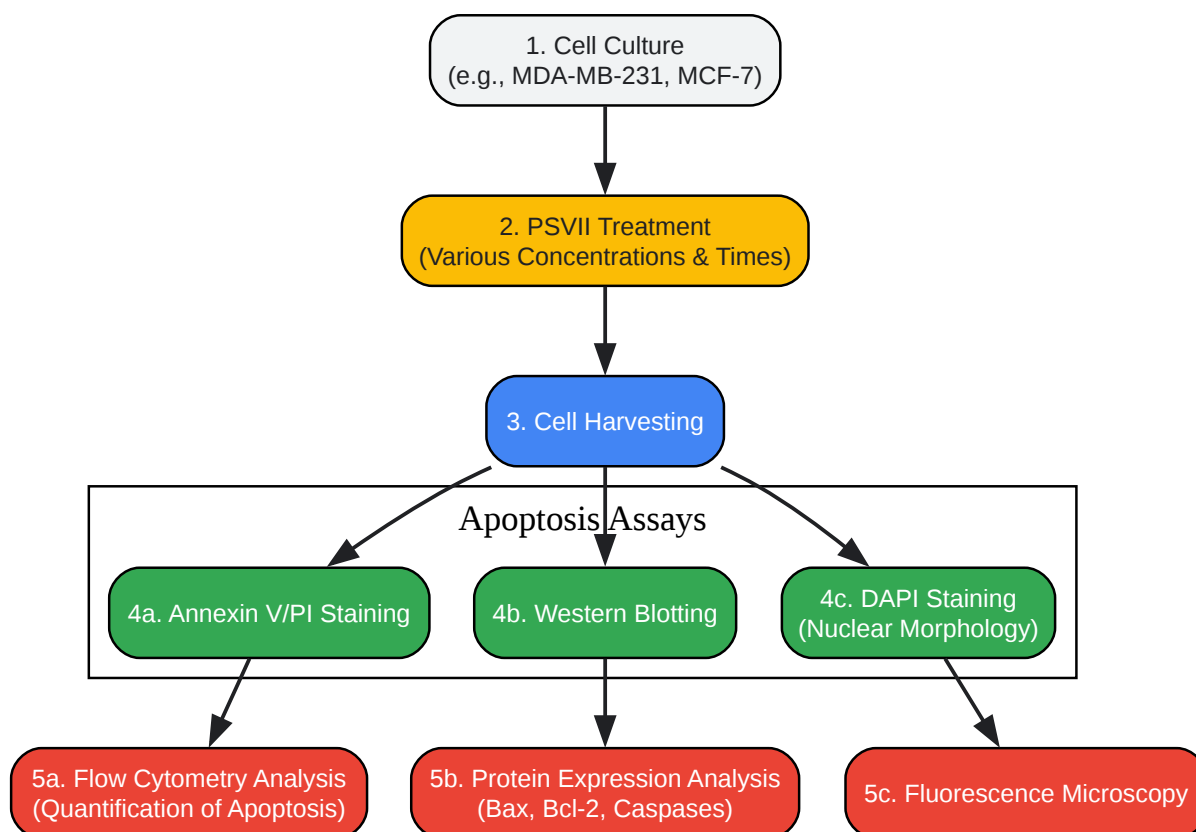 1. Cell Culture
(e.g., MDA-MB-231, MCF-7)
2. PSVII Treatment
(Various Concentrations & Times)
3. Cell Harvesting
Apoptosis Assays
4a. Annexin V/PI Staining
4b. Western Blotting
4c. DAPI Staining
(Nuclear Morphology)
5a. Flow Cytometry Analysis
(Quantification of Apoptosis)
5b. Protein Expression Analysis
(Bax, Bcl-2, Caspases)
5c. Fluorescence Microscopy